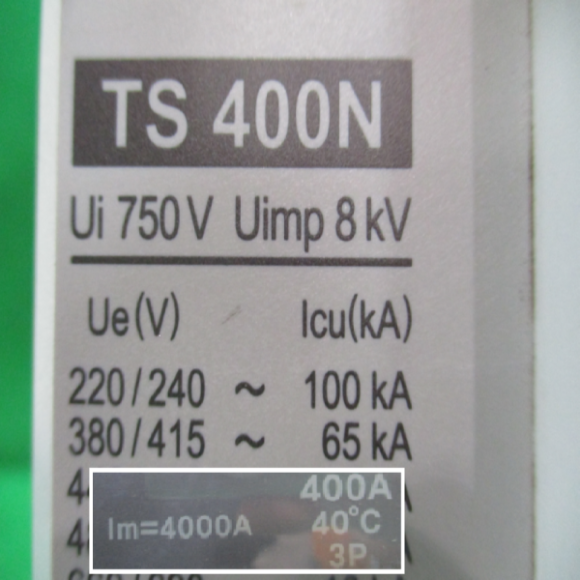 TS 400N
Ui 750V Uimp 8 kV
Ue(V) Icu(kA)
220/240 ~ 100 kA
380/415 ~ 65 kA
400A
Im=4000A 40°C
3P